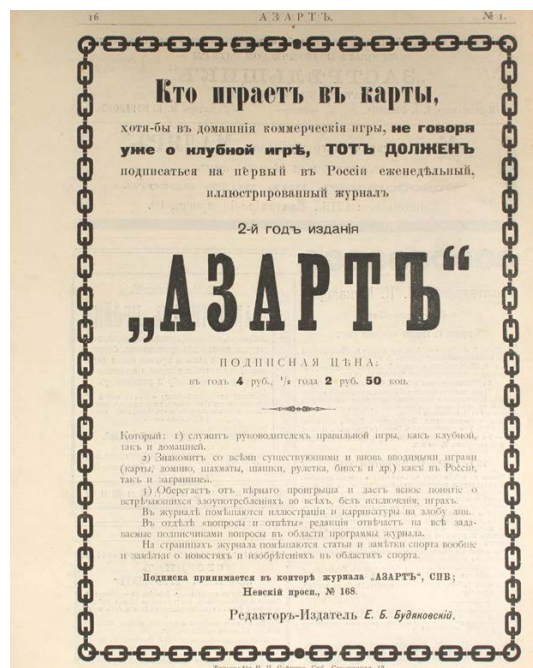 16 АЗАРТЪ. № 1.
Кто играетъ въ карты,
хотя-бы въ домашнія коммерческія игры, не говоря
уже о клубной игрѣ, ТОТЪ ДОЛЖЕНЪ
подписаться на первый въ Россіи еженедѣльный,
иллюстрированный журналъ
2-й годъ изданія
„АЗАРТЪ“
ПОДПИСНАЯ ЦѢНА:
въ годъ 4 руб., ½ года 2 руб. 50 коп.
Который: 1) служитъ руководителемъ правильной игры, какъ клубной,
такъ и домашней.
2) Знакомитъ со всѣми существующими и вновь вводимыми играми
(карты, домино, шахматы, шашки, рулетка, биксъ и др.) какъ въ Россіи,
такъ и заграницей.
3) Оберегаетъ отъ вѣрнаго проигрыша и даетъ ясное понятіе о
встрѣчающихся злоупотребленіяхъ во всѣхъ, безъ исключенія, играхъ.
Въ журналѣ помѣщаются иллюстраціи и каррикатуры на злобу дня.
Въ отдѣлѣ «вопросы и отвѣты» редакція отвѣчаетъ на всѣ зада-
ваемые подписчиками вопросы въ области программы журнала.
На страницахъ журнала помѣщаются статьи и замѣтки спорта вообще
и замѣтки о новостяхъ и изобрѣтеніяхъ въ областяхъ спорта.
Подписка принимается въ конторѣ журнала „АЗАРТЪ“, СПБ;
Невскій просп., № 168.
Редакторъ-Издатель Е. Б. Будяковскій.